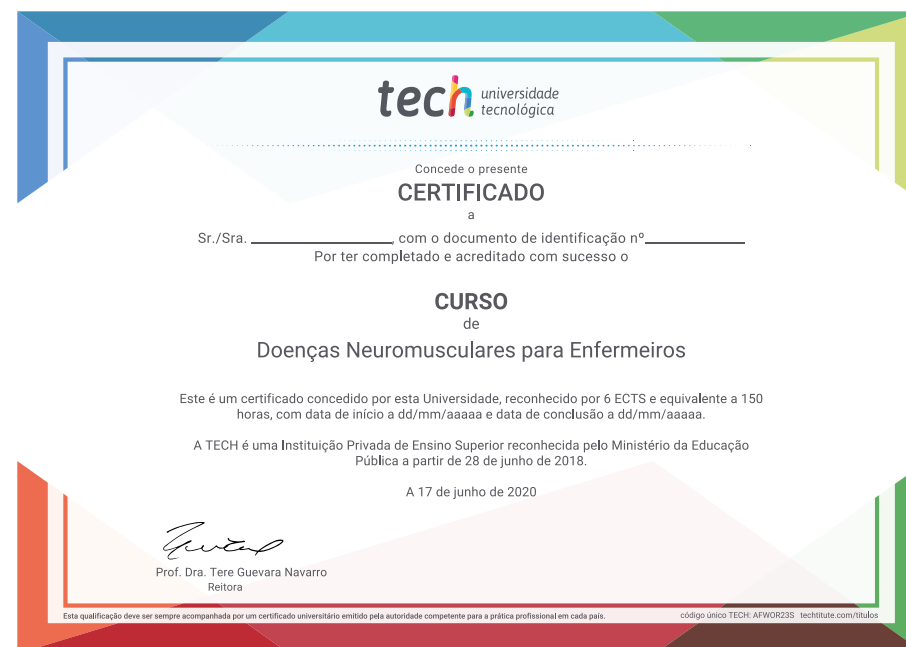 tech universidade
tecnológica
Concede o presente
CERTIFICADO
a
Sr./Sra. , com o documento de identificação nº
Por ter completado e acreditado com sucesso o
CURSO
de
Doenças Neuromusculares para Enfermeiros
Este é um certificado concedido por esta Universidade, reconhecido por 6 ECTS e equivalente a 150
horas, com data de início a dd/mm/aaaaa e data de conclusão a dd/mm/aaaaa.
A TECH é uma Instituição Privada de Ensino Superior reconhecida pelo Ministério da Educação
Pública a partir de 28 de junho de 2018.
A 17 de junho de 2020
Prof. Dra. Tere Guevara Navarro
Reitora
Esta qualificação deve ser sempre acompanhada por um certificado universitário emitido pela autoridade competente para a prática profissional em cada país. código único TECH: AFWOR23S techtitute.com/titulos